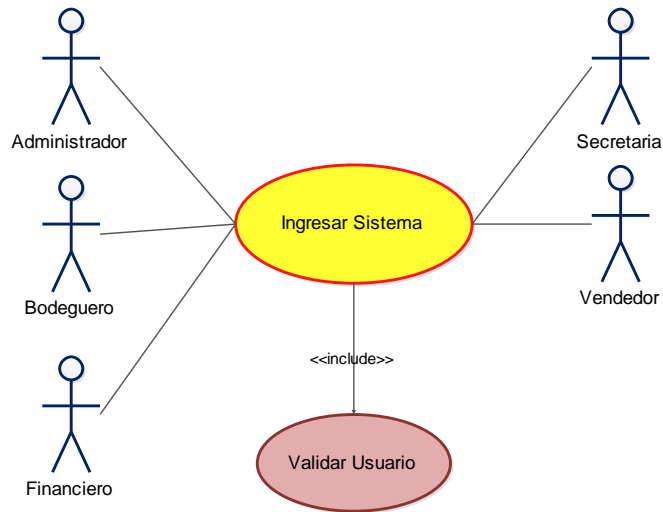 Administrador
Secretaria
Ingresar Sistema
Bodeguero
Vendedor
<<include>>
Validar Usuario
Financiero